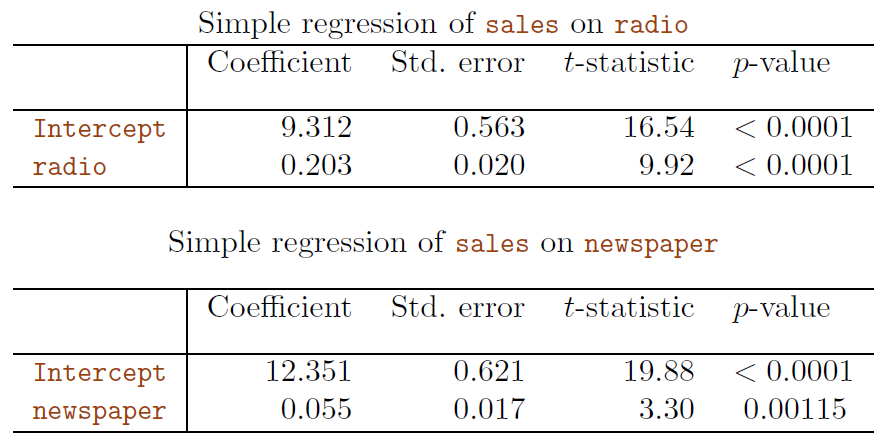 Simple regression of sales on radio
Coefficient Std. error t-statistic p-value
Intercept 9.312 0.563 16.54 < 0.0001
radio 0.203 0.020 9.92 < 0.0001
Simple regression of sales on newspaper
Coefficient Std. error t-statistic p-value
Intercept 12.351 0.621 19.88 < 0.0001
newspaper 0.055 0.017 3.30 0.00115